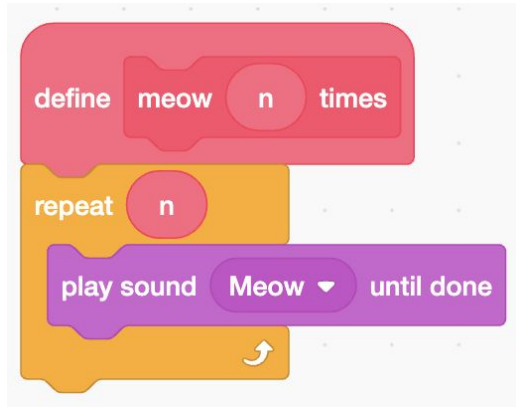 define meow n times
repeat n
play sound Meow until done